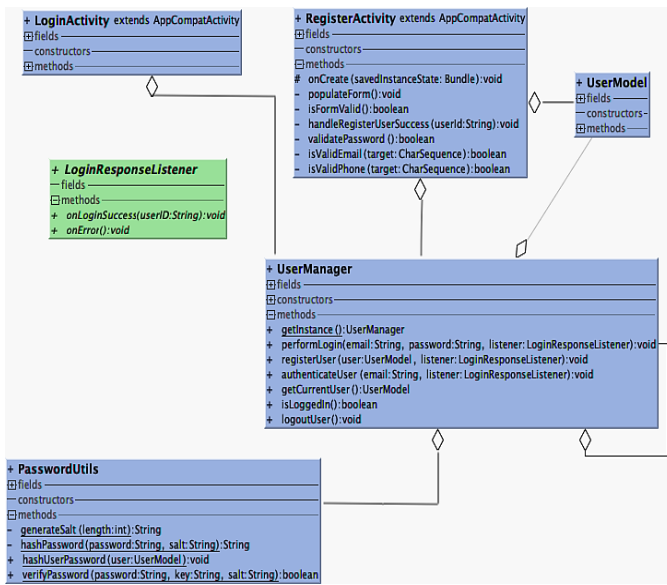 + LoginActivity extends AppCompatActivity
fields
constructors
methods
+ RegisterActivity extends AppCompatActivity
fields
constructors
methods
# onCreate (savedInstanceState: Bundle):void
- populateForm():void
- isFormValid():boolean
- handleRegisterUserSuccess (userId:String):void
- validatePassword ():boolean
- isValidEmail (target: CharSequence):boolean
- isValidPhone (target: CharSequence):boolean
+ UserModel
fields
constructors
methods
+ LoginResponseListener
fields
methods
+ onLoginSuccess(userID:String):void
+ onError():void
+ UserManager
fields
constructors
methods
+ getInstance ():UserManager
+ performLogin(email:String, password:String, listener: LoginResponseListener):void
+ registerUser (user:UserModel, listener: LoginResponseListener):void
+ authenticateUser (email:String, listener: LoginResponseListener):void
+ getCurrentUser():UserModel
+ isLoggedIn():boolean
+ logoutUser():void
+ PasswordUtils
fields
constructors
methods
- generateSalt (length:int):String
- hashPassword(password:String, salt:String):String
+ hashUserPassword(user:UserModel):void
+ verifyPassword(password:String, key:String, salt:String):boolean